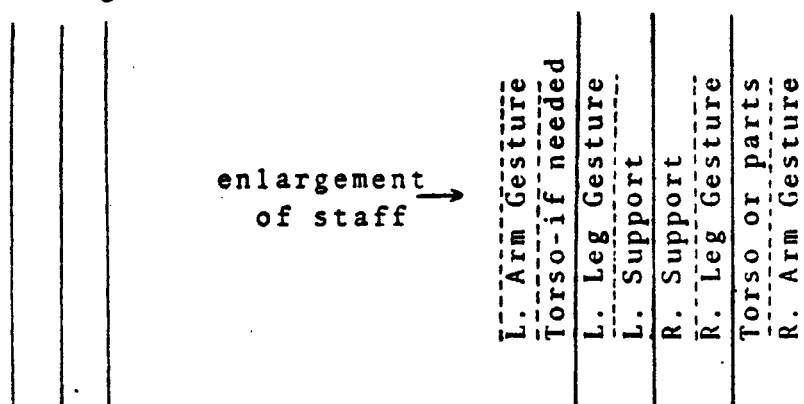 enlargement
of staff
L. Arm Gesture
Torso-if needed
L. Leg Gesture
L. Support
R. Support
R. Leg Gesture
Torso or parts
R. Arm Gesture